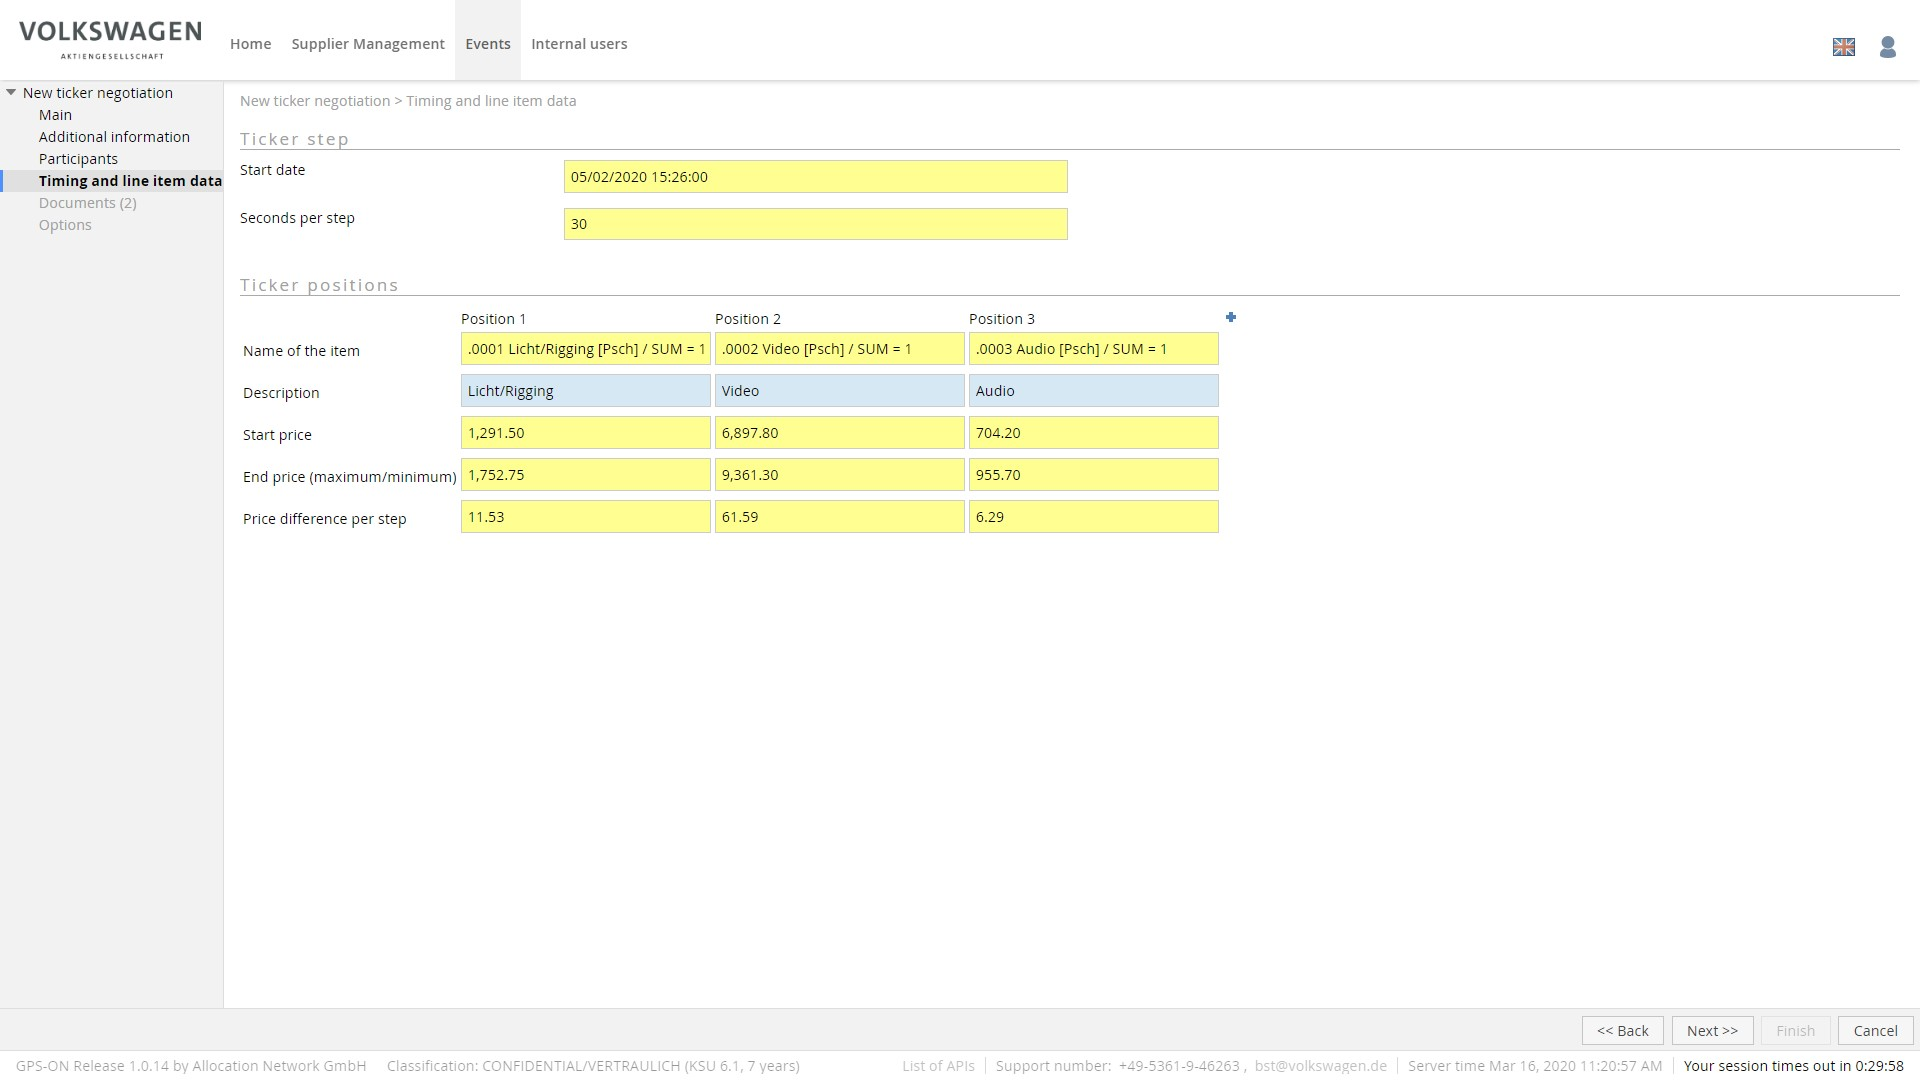 VOLKSWAGEN
AKTIENGESELLSCHAFT
Home Supplier Management Events Internal users
New ticker negotiation
Main
Additional information
Participants
Timing and line item data
Documents (2)
Options
New ticker negotiation > Timing and line item data
Ticker step
Start date 05/02/2020 15:26:00
Seconds per step 30
Ticker positions
Position 1 Position 2 Position 3
Name of the item .0001 Licht/Rigging [Psch] / SUM = 1 .0002 Video [Psch] / SUM = 1 .0003 Audio [Psch] / SUM = 1
Description Licht/Rigging Video Audio
Start price 1,291.50 6,897.80 704.20
End price (maximum/minimum) 1,752.75 9,361.30 955.70
Price difference per step 11.53 61.59 6.29
<< Back Next >> Finish Cancel
GPS-ON Release 1.0.14 by Allocation Network GmbH Classification: CONFIDENTIAL/VERTRAULICH (KSU 6.1, 7 years) List of APIs Support number: +49-5361-9-46263 , bst@volkswagen.de Server time Mar 16, 2020 11:20:57 AM Your session times out in 0:29:58